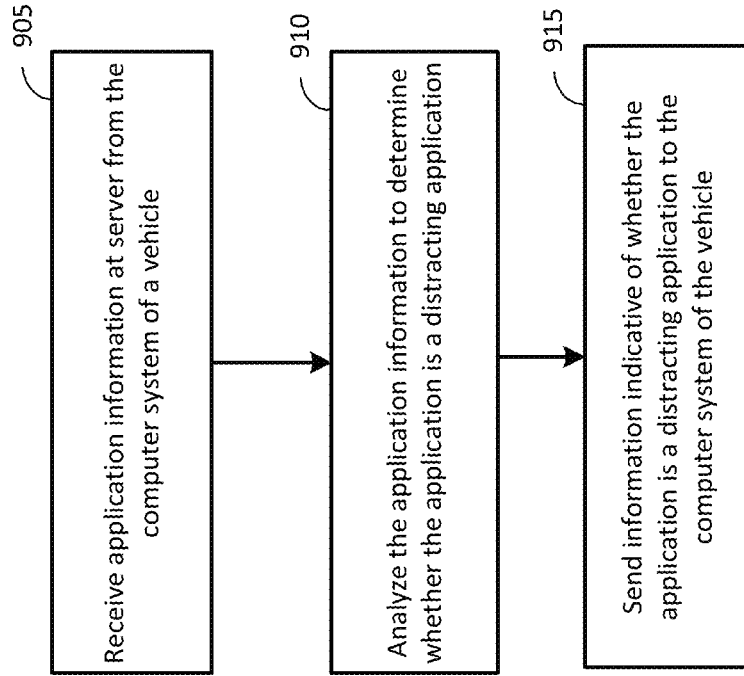 905
Receive application information at server from the
computer system of a vehicle
910
Analyze the application information to determine
whether the application is a distracting application
915
Send information indicative of whether the
application is a distracting application to the
computer system of the vehicle